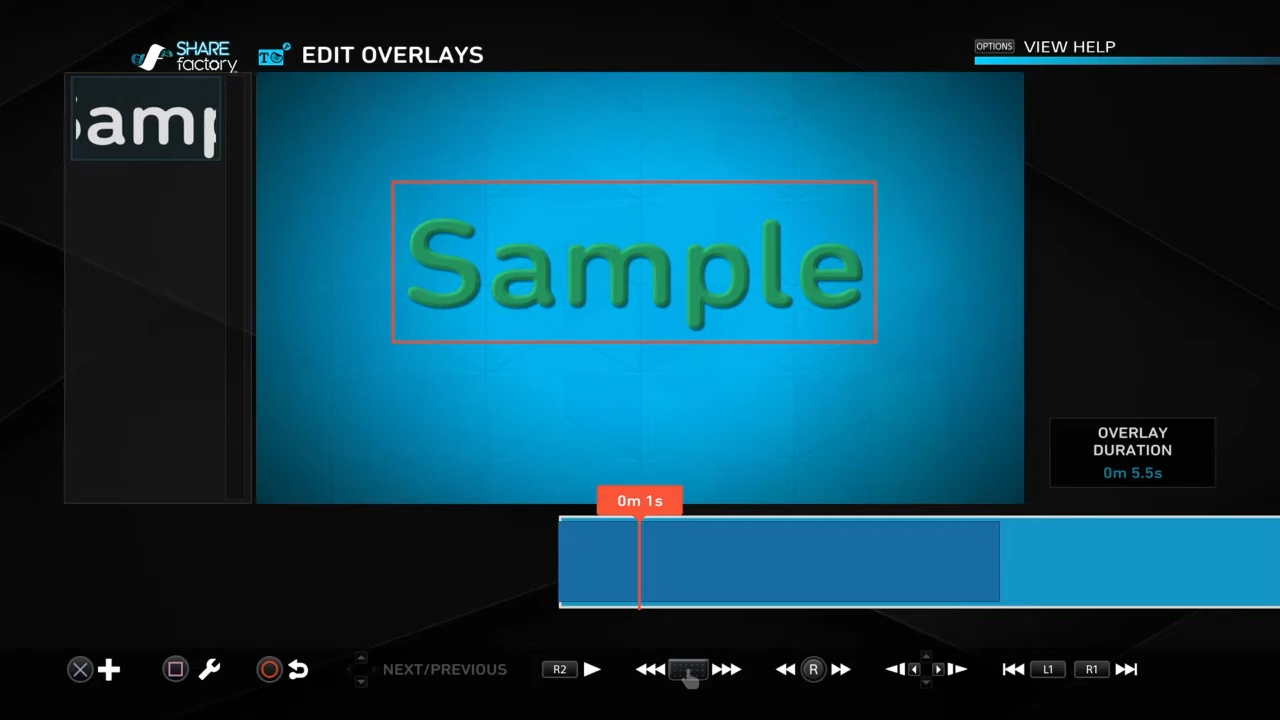 SHARE
factory
TM
EDIT OVERLAYS
OPTIONS VIEW HELP
Samp
Sample
OVERLAY
DURATION
0m 5.5s
0m 1s
NEXT/PREVIOUS
R2
R
L1
R1